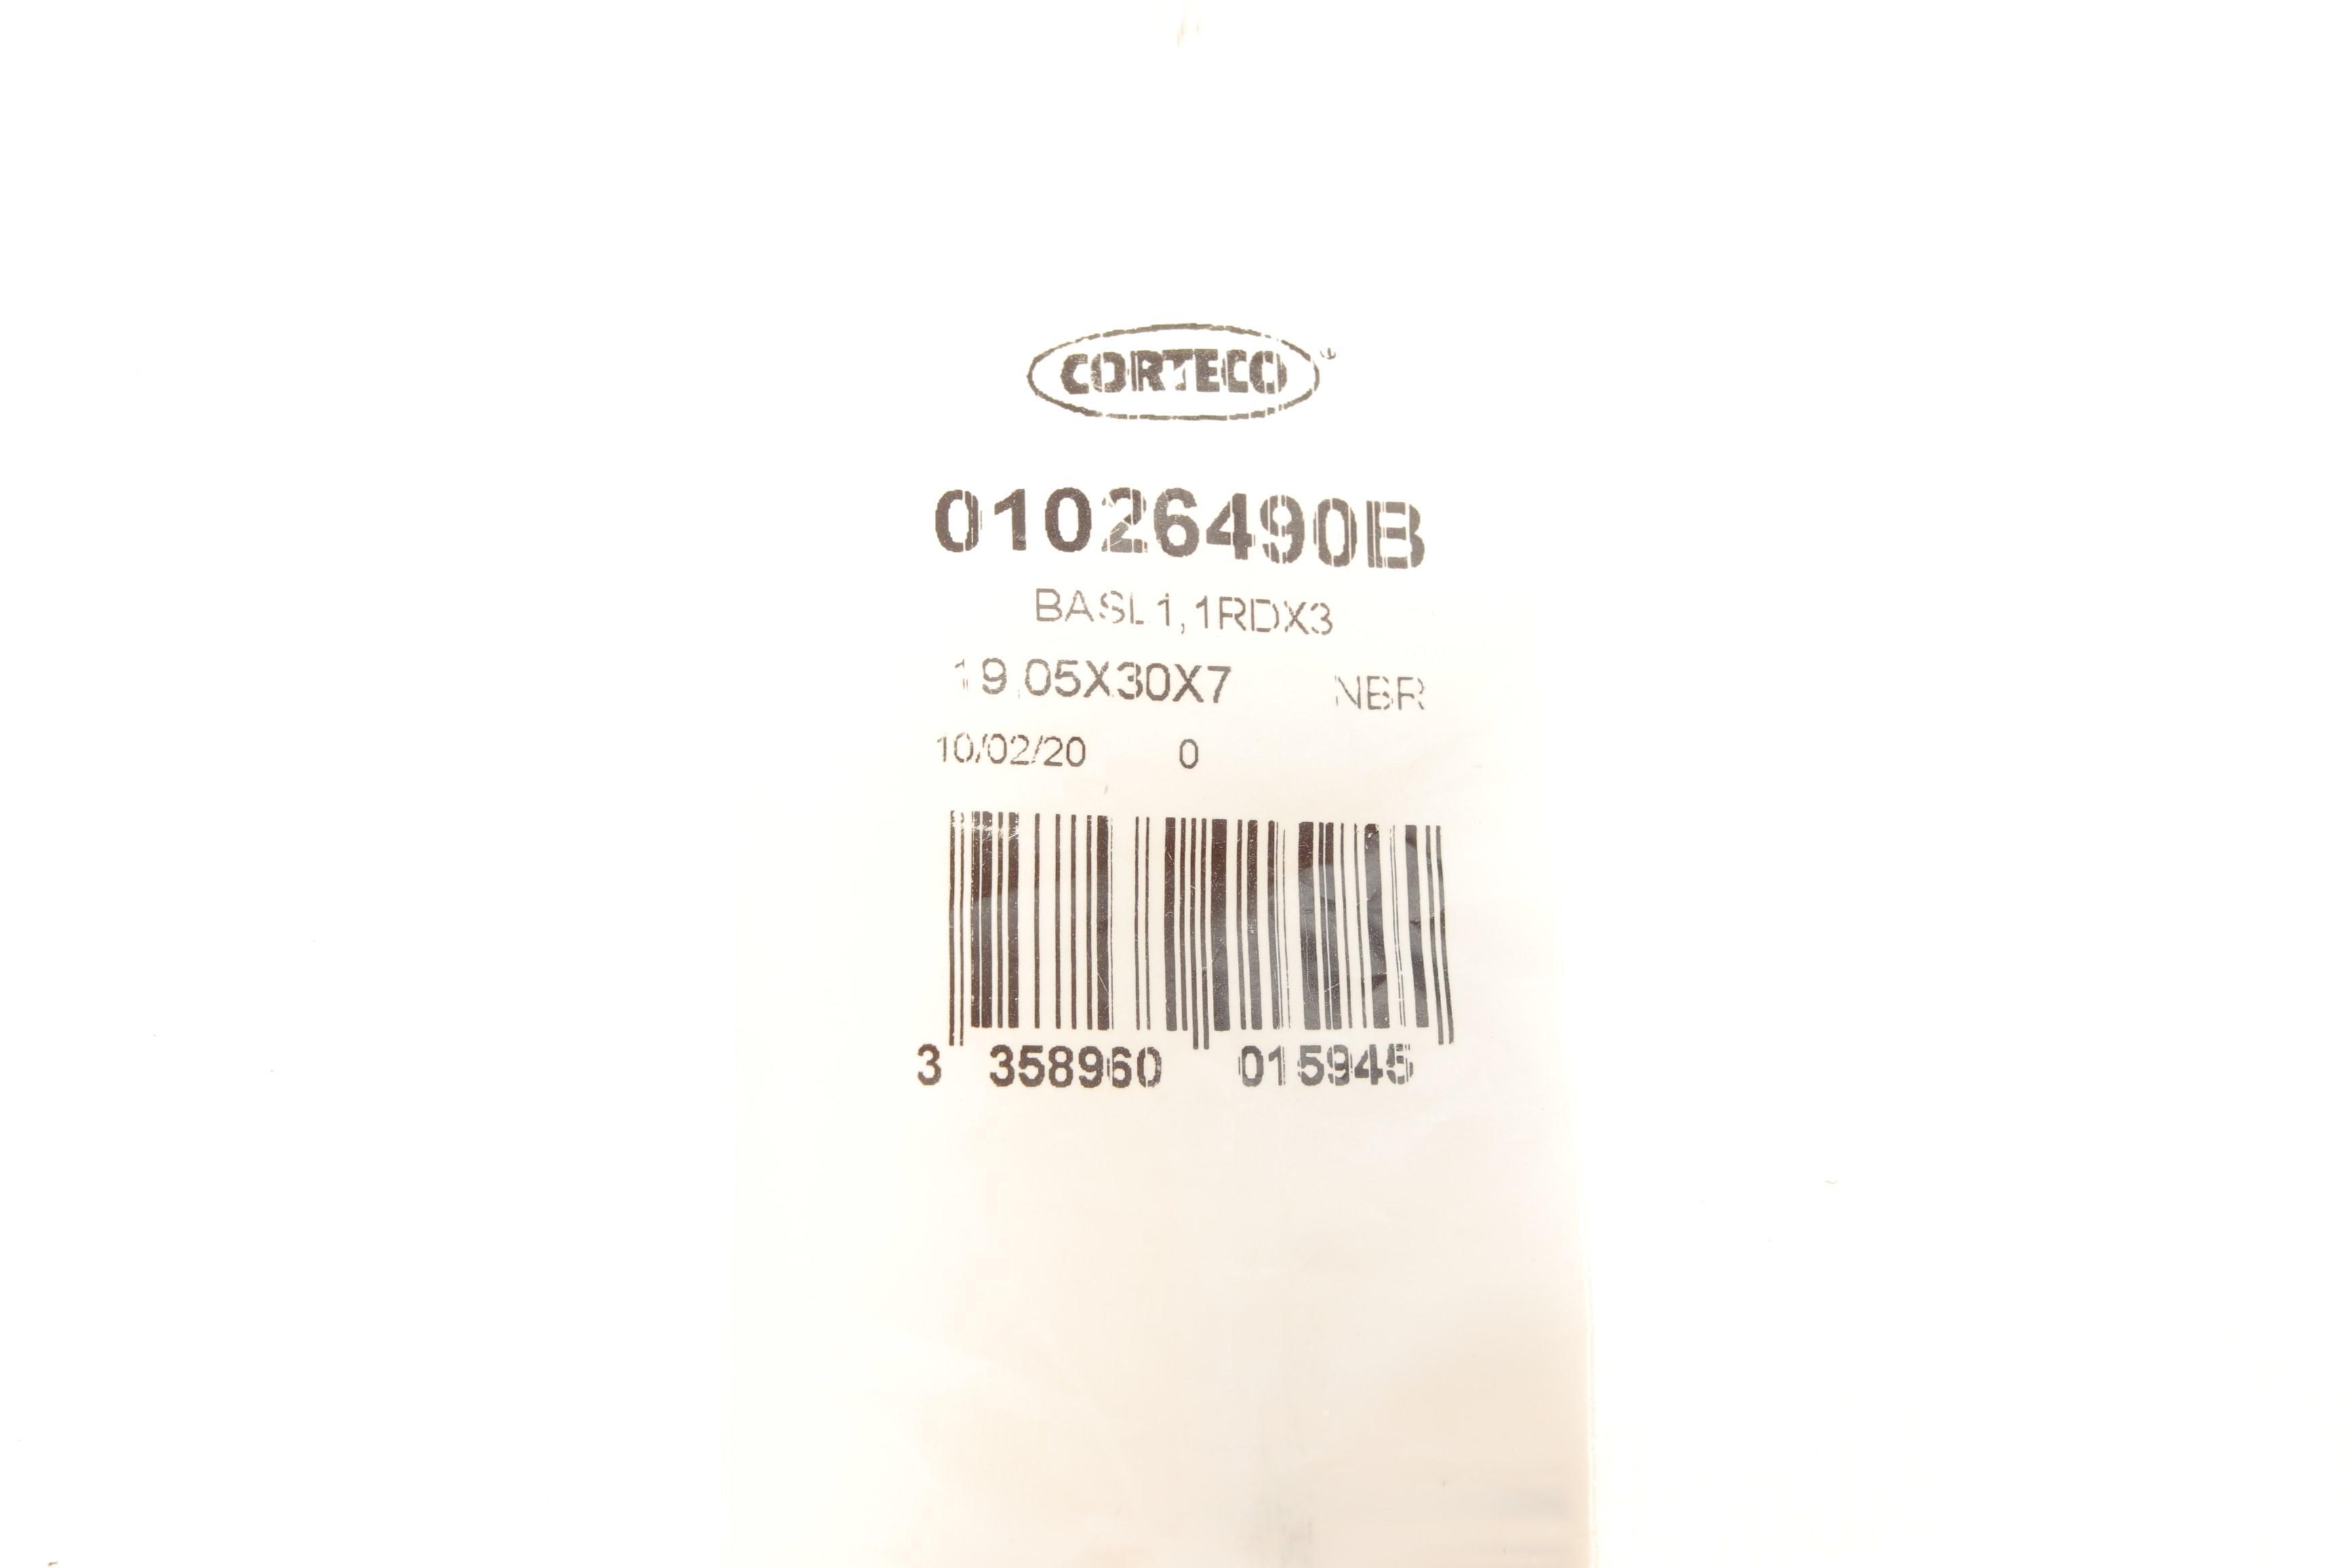 CORTECO
01026490B
BASL1,1RDX3
19,05X30X7 NBR
10/02/20 0
3 358960 015945